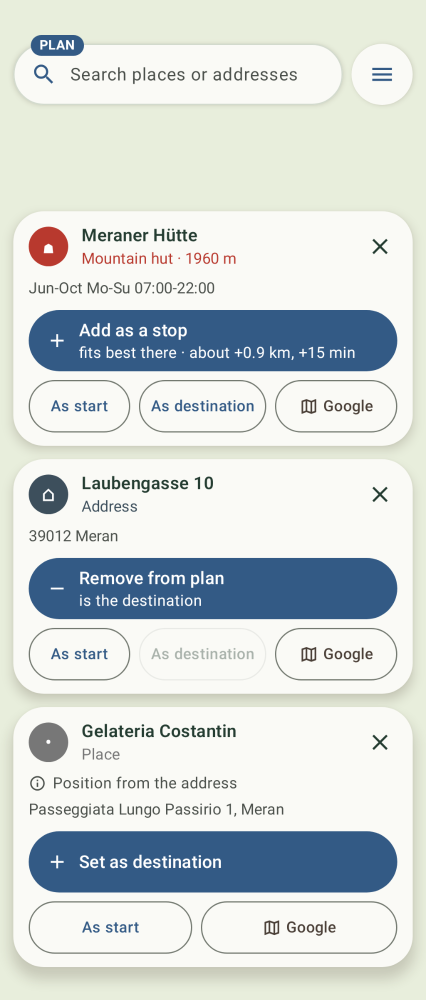 PLAN
Search places or addresses
Meraner Hütte
Mountain hut · 1960 m
Jun-Oct Mo-Su 07:00-22:00
Add as a stop
fits best there · about +0.9 km, +15 min
As start
As destination
Google
Laubengasse 10
Address
39012 Meran
Remove from plan
is the destination
As start
As destination
Google
Gelateria Costantin
Place
Position from the address
Passeggiata Lungo Passirio 1, Meran
Set as destination
As start
Google